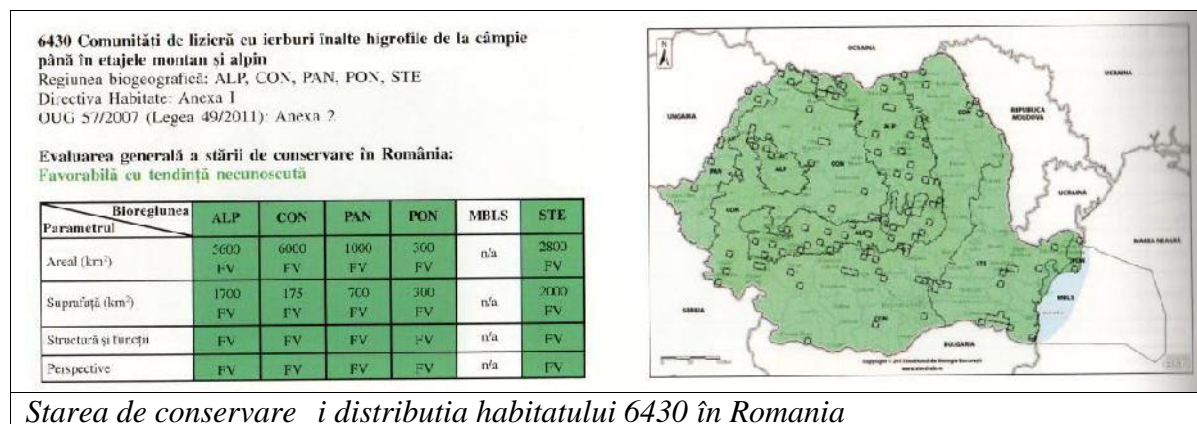 6430 Comunități de lizieră cu ierburi înalte higrofile de la câmpie
până în etajele montan și alpin
Regiunea biogeografică: ALP, CON, PAN, PON, STE
Directiva Habitate: Anexa I
OUG 57/2007 (Legea 49/2011): Anexa 2
Evaluarea generală a stării de conservare în România:
Favorabilă cu tendință necunoscută
Bioregiunea
Parametrul
ALP CON PAN PON MBLS STE
Areal (km²)
6000 1000 300 n/a 2800
FV FV FV FV FV
Suprafață (km²)
1700 175 700 300 n/a 2000
FV FV FV FV FV
Structură și funcții FV FV FV FV n/a FV
Perspective FV FV FV FV n/a FV
N
UCRAINA
UCRAINA
UNGARIA
REPUBLICA
MOLDOVA
CON
ALP
ALP
CON
PAN
CON
ALP
UCRAINA
MAREA NEAGRĂ
STE
PON
MBLS
SERBIA
CON
BULGARIA
Starea de conservare i distributia habitatului 6430 în Romania